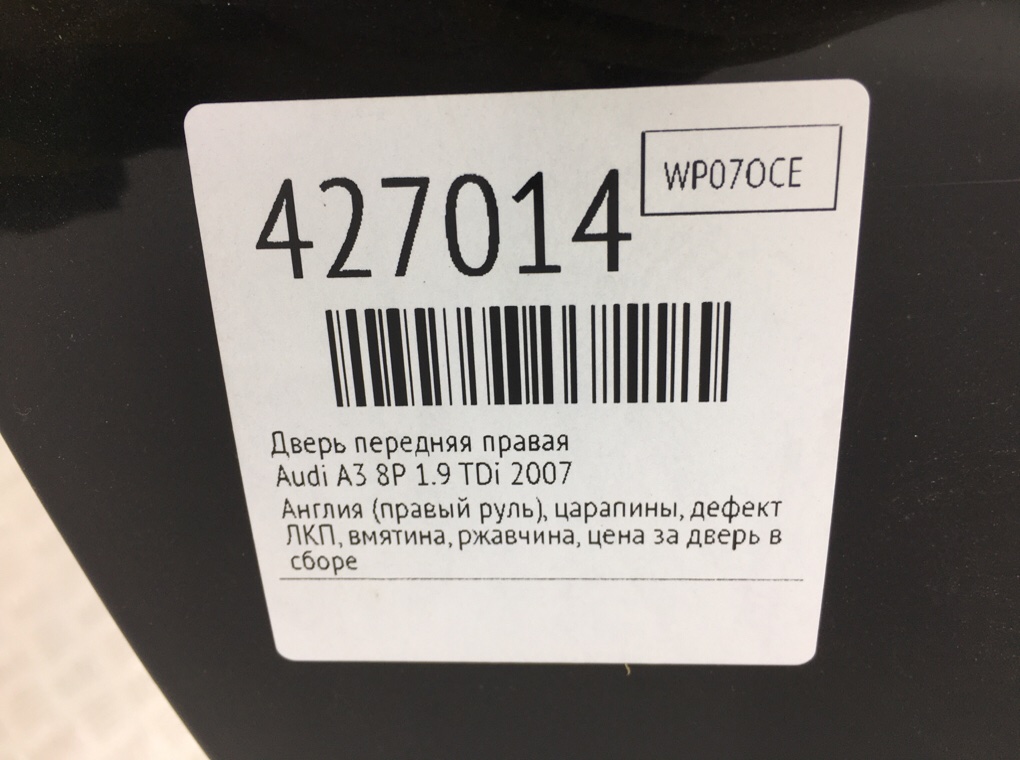 WP07OCE
427014
Дверь передняя правая
Audi A3 8P 1.9 TDi 2007
Англия (правый руль), царапины, дефект
ЛКП, вмятина, ржавчина, цена за дверь в
сборе